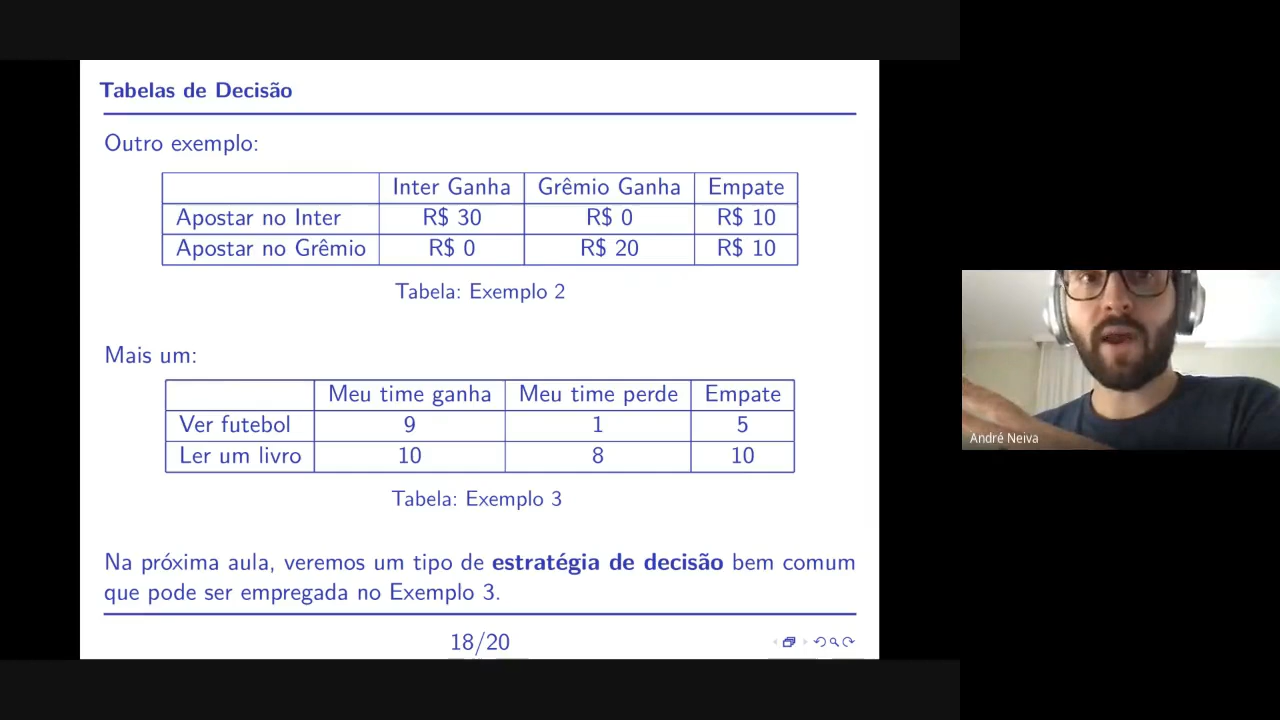 Tabelas de Decisão
Outro exemplo:
Inter Ganha Grêmio Ganha Empate
Apostar no Inter R$ 30 R$ 0 R$ 10
Apostar no Grêmio R$ 0 R$ 20 R$ 10
Tabela: Exemplo 2
Mais um:
Meu time ganha Meu time perde Empate
Ver futebol 9 1 5
Ler um livro 10 8 10
Tabela: Exemplo 3
Na próxima aula, veremos um tipo de estratégia de decisão bem comum
que pode ser empregada no Exemplo 3.
18/20
André Neiva